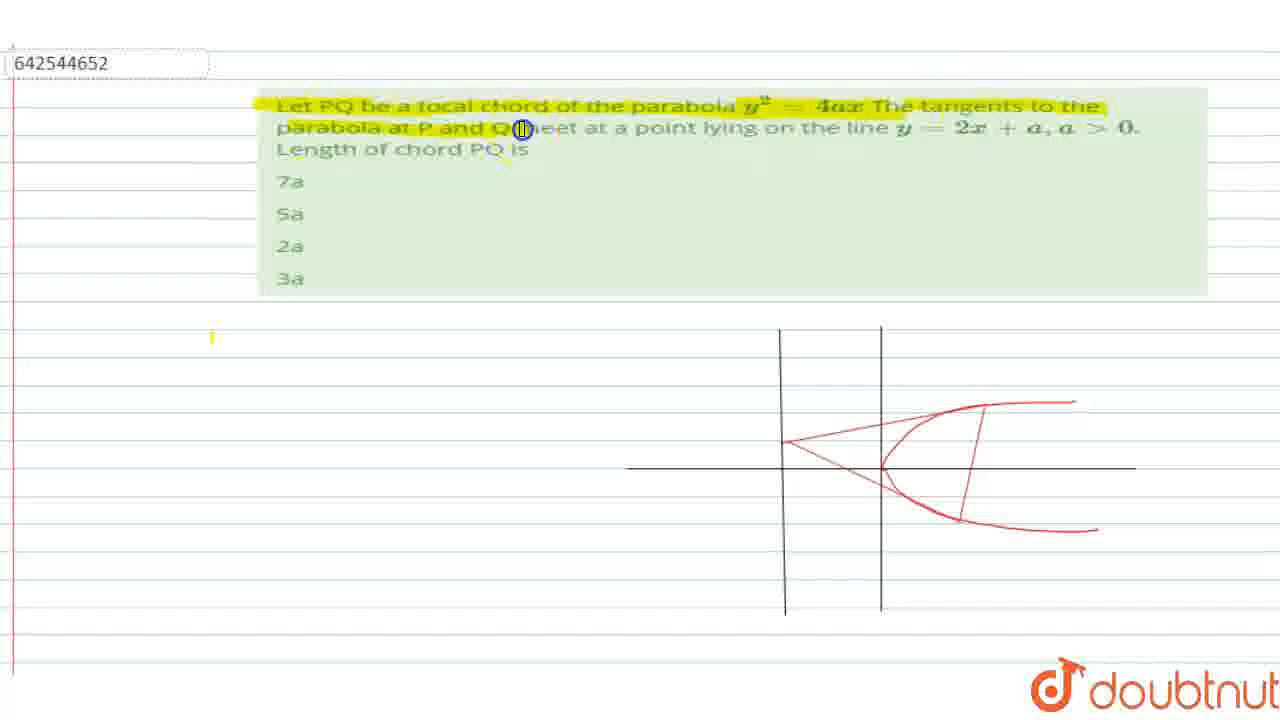 642544652
Let PQ be a focal chord of the parabola y² = 4ax The tangents to the
parabola at P and Q meet at a point lying on the line y = 2x + a, a > 0.
Length of chord PQ is
7a
5a
2a
3a
doubtnut